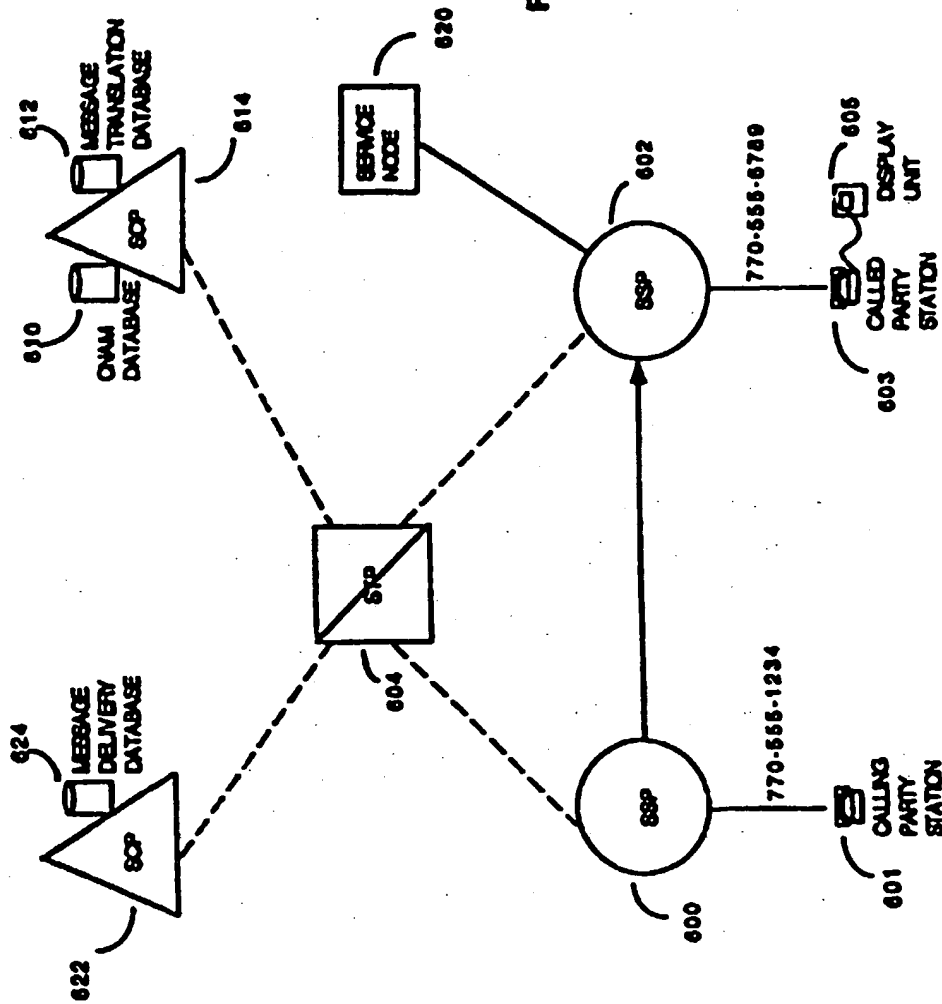 624
MESSAGE
DELIVERY
DATABASE
SCP
622
610
CNAM
DATABASE
612
MESSAGE
TRANSLATION
DATABASE
SCP
614
STP
604
SERVICE
NODE
620
SSP
600
SSP
602
770-555-1234
770-555-6789
601
CALLING
PARTY
STATION
603
CALLED
PARTY
STATION
605
DISPLAY
UNIT